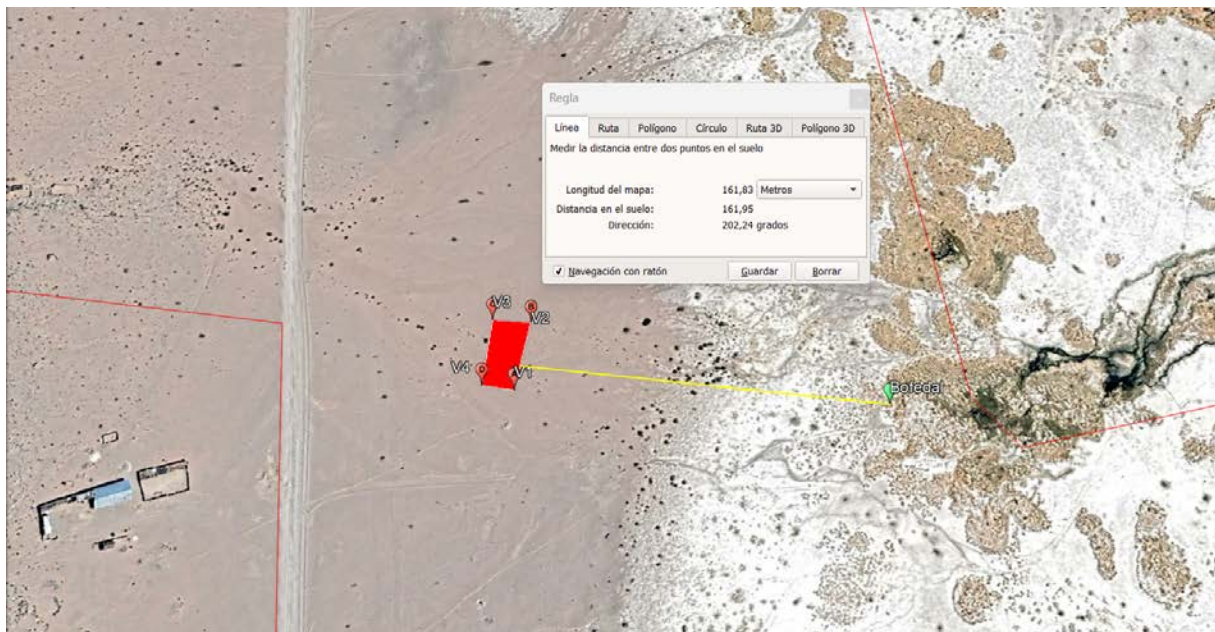 Regla
Línea Ruta Polígono Círculo Ruta 3D Polígono 3D
Medir la distancia entre dos puntos en el suelo
Longitud del mapa: 161,83 Metros
Distancia en el suelo: 161,95
Dirección: 202,24 grados
Navegación con ratón Guardar Borrar
V3
V2
V4
V1
Bofedal